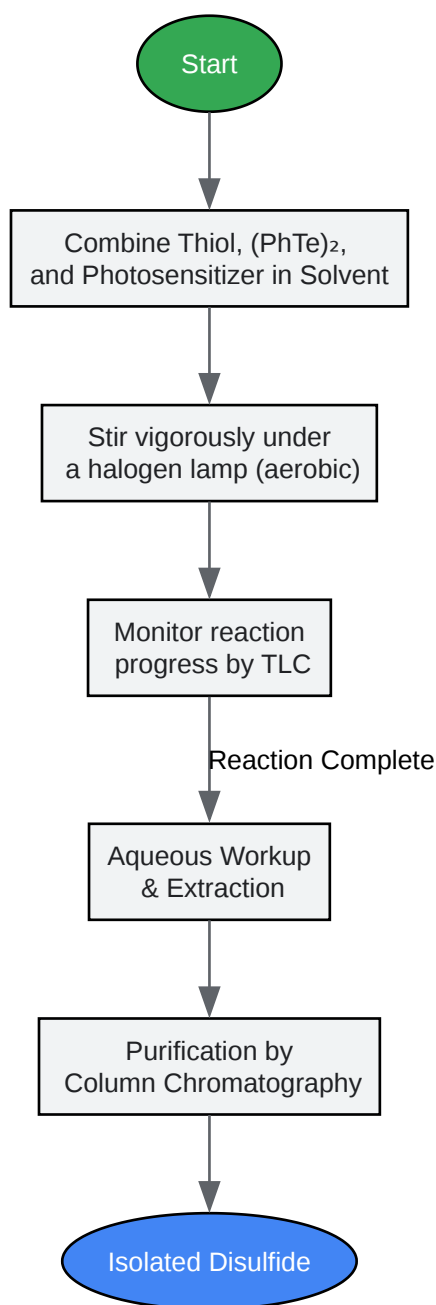 Start
Combine Thiol, (PhTe)₂,
and Photosensitizer in Solvent
Stir vigorously under
a halogen lamp (aerobic)
Monitor reaction
progress by TLC
Reaction Complete
Aqueous Workup
& Extraction
Purification by
Column Chromatography
Isolated Disulfide